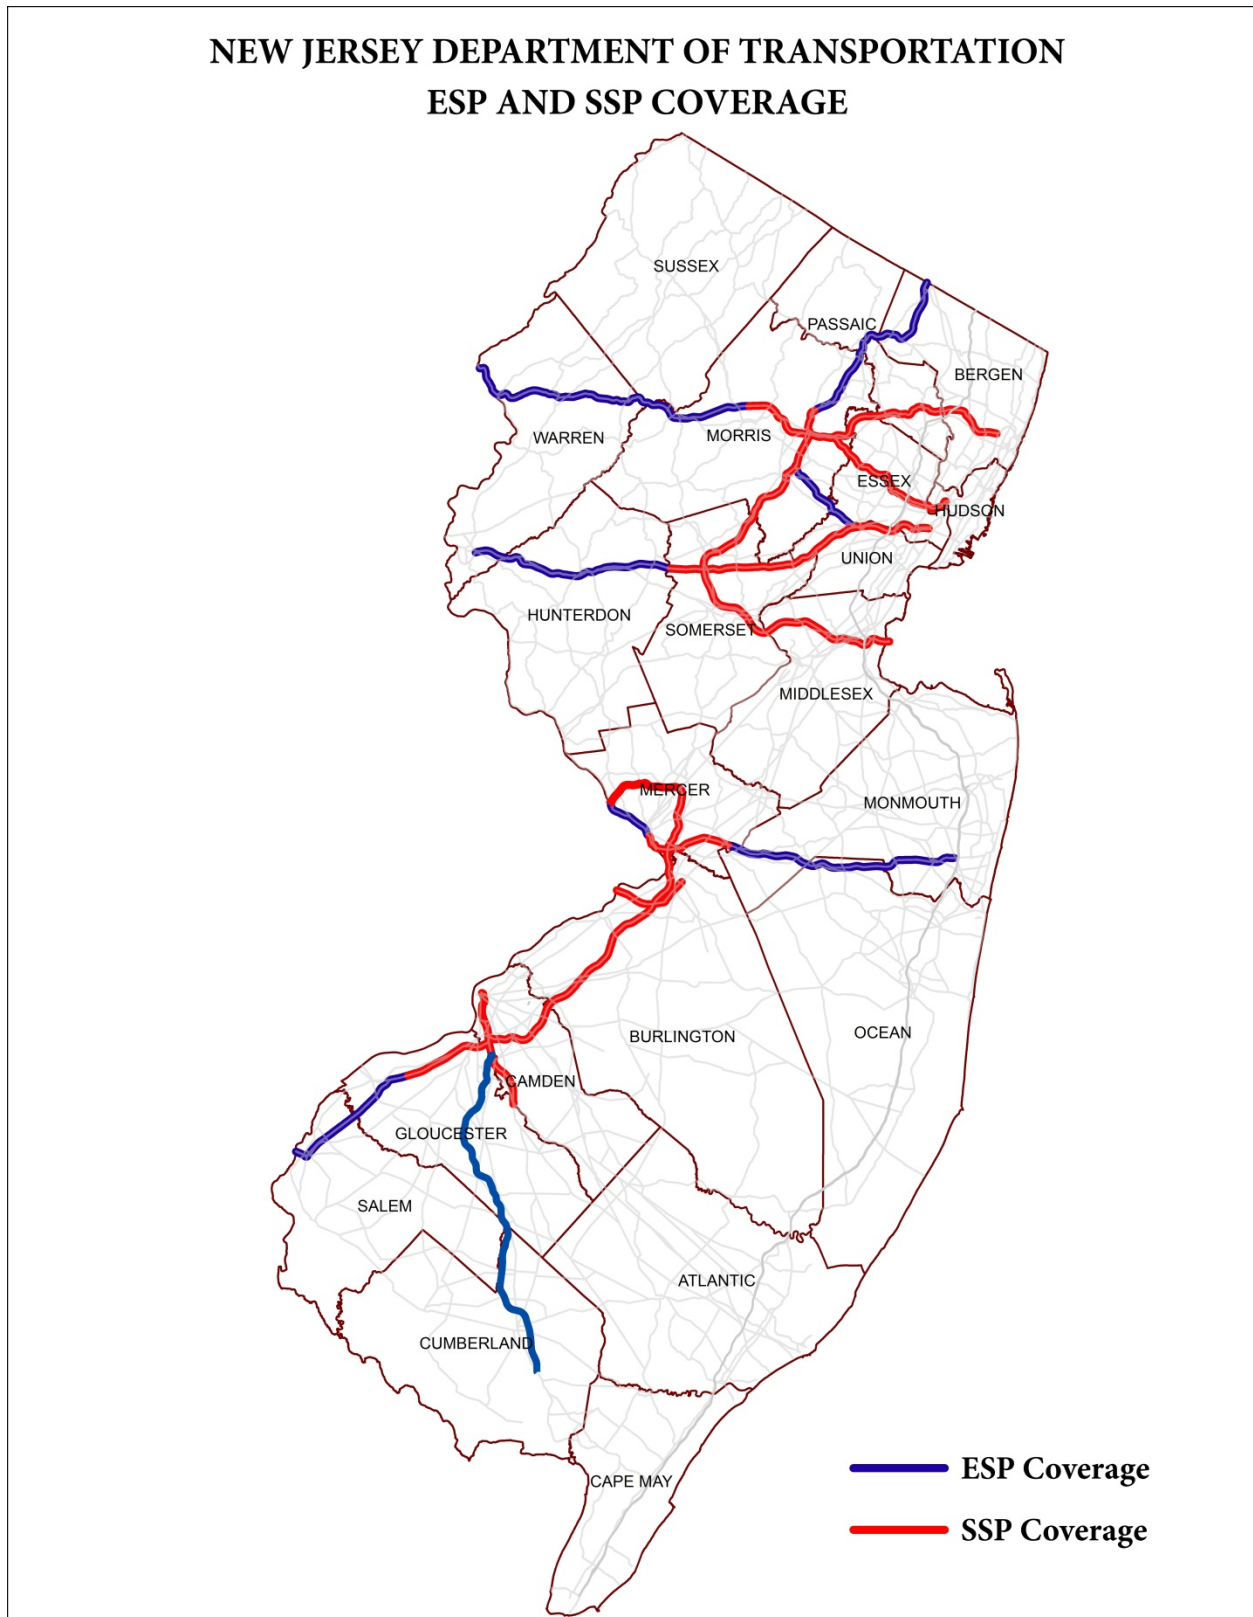 NEW JERSEY DEPARTMENT OF TRANSPORTATION
ESP AND SSP COVERAGE
SUSSEX
PASSAIC
BERGEN
WARREN
MORRIS
ESSEX
HUDSON
UNION
HUNTERDON
SOMERSET
MIDDLESEX
MERCER
MONMOUTH
BURLINGTON
OCEAN
CAMDEN
GLOUCESTER
SALEM
ATLANTIC
CUMBERLAND
CAPE MAY
ESP Coverage
SSP Coverage